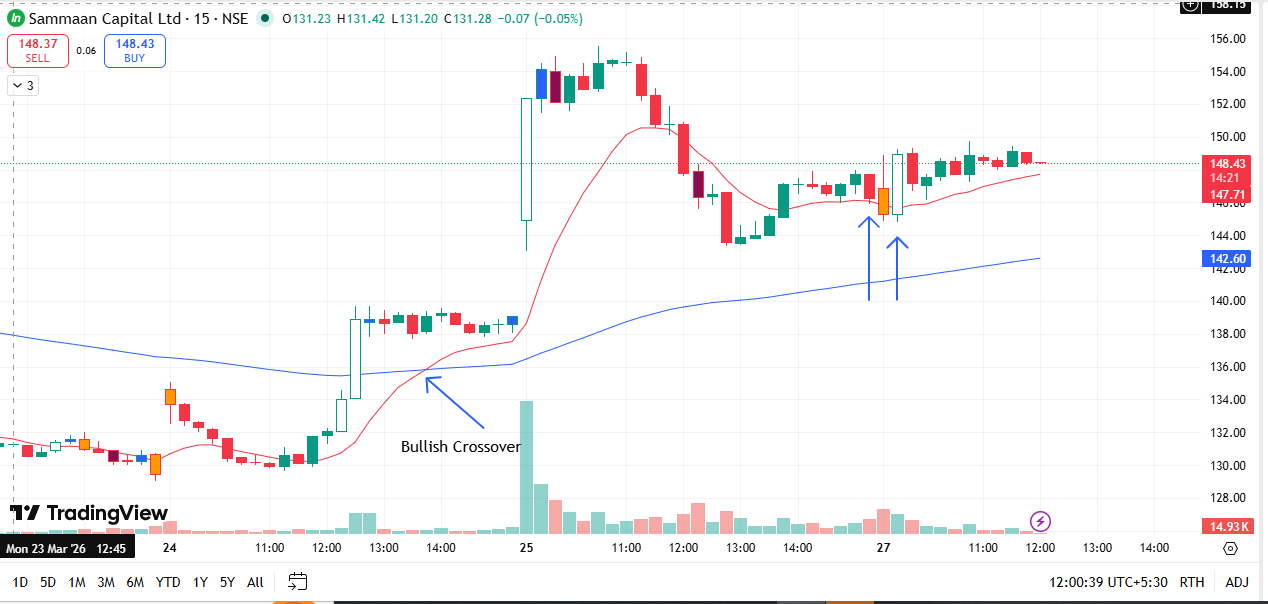 Sammaan Capital Ltd · 15 · NSE O131.23 H131.42 L131.20 C131.28 -0.07 (-0.05%)
148.37 SELL 0.06 148.43 BUY
3
158.15
156.00
154.00
152.00
150.00
148.43
14:21
147.71
146.00
144.00
142.60
142.00
140.00
138.00
136.00
134.00
132.00
130.00
128.00
14.93 K
Bullish Crossover
TradingView
Mon 23 Mar '26 12:45 24 11:00 12:00 13:00 14:00 25 11:00 12:00 13:00 14:00 27 11:00 12:00 13:00 14:00
1D 5D 1M 3M 6M YTD 1Y 5Y All 12:00:39 UTC+5:30 RTH ADJ